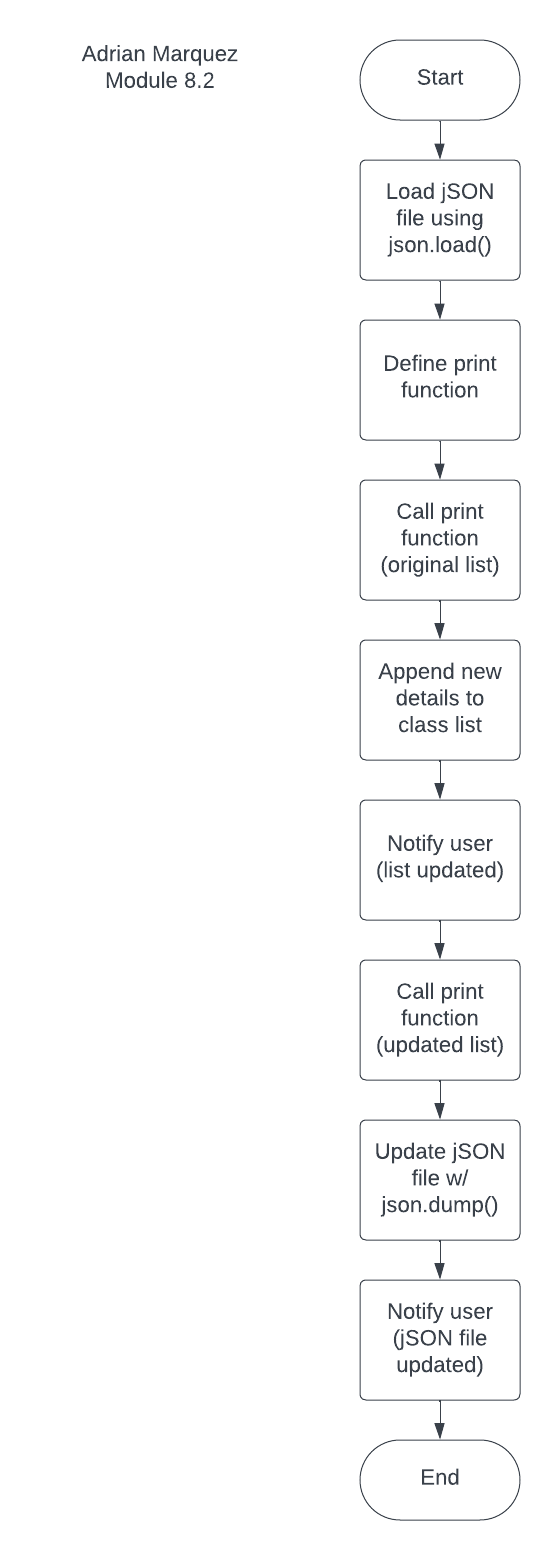 Adrian Marquez
Module 8.2
Start
Load jSON
file using
json.load()
Define print
function
Call print
function
(original list)
Append new
details to
class list
Notify user
(list updated)
Call print
function
(updated list)
Update jSON
file w/
json.dump()
Notify user
(jSON file
updated)
End